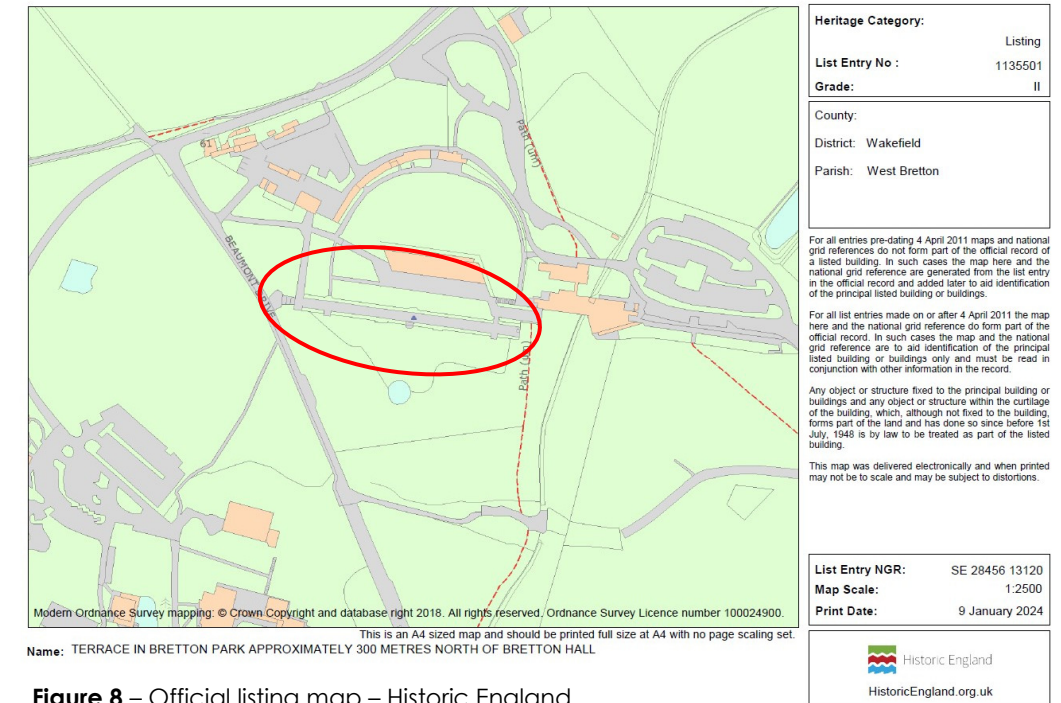 Path (um)
61
BEAUMONT DRIVE
Path (um)
Modern Ordnance Survey mapping: © Crown Copyright and database right 2018. All rights reserved. Ordnance Survey Licence number 100024900.
This is an A4 sized map and should be printed full size at A4 with no page scaling set.
Name: TERRACE IN BRETTON PARK APPROXIMATELY 300 METRES NORTH OF BRETTON HALL
Heritage Category:
Listing
List Entry No : 1135501
Grade: II
County:
District: Wakefield
Parish: West Bretton
For all entries pre-dating 4 April 2011 maps and national
grid references do not form part of the official record of
a listed building. In such cases the map here and the
national grid reference are generated from the list entry
in the official record and added later to aid identification
of the principal listed building or buildings.
For all list entries made on or after 4 April 2011 the map
here and the national grid reference do form part of the
official record. In such cases the map and the national
grid reference are to aid identification of the principal
listed building or buildings only and must be read in
conjunction with other information in the record.
Any object or structure fixed to the principal building or
buildings and any object or structure within the curtilage
of the building, which, although not fixed to the building,
forms part of the land and has done so since before 1st
July, 1948 is by law to be treated as part of the listed
building.
This map was delivered electronically and when printed
may not be to scale and may be subject to distortions.
List Entry NGR: SE 28456 13120
Map Scale: 1:2500
Print Date: 9 January 2024
Historic England
HistoricEngland.org.uk
Figure 8 – Official listing map – Historic England